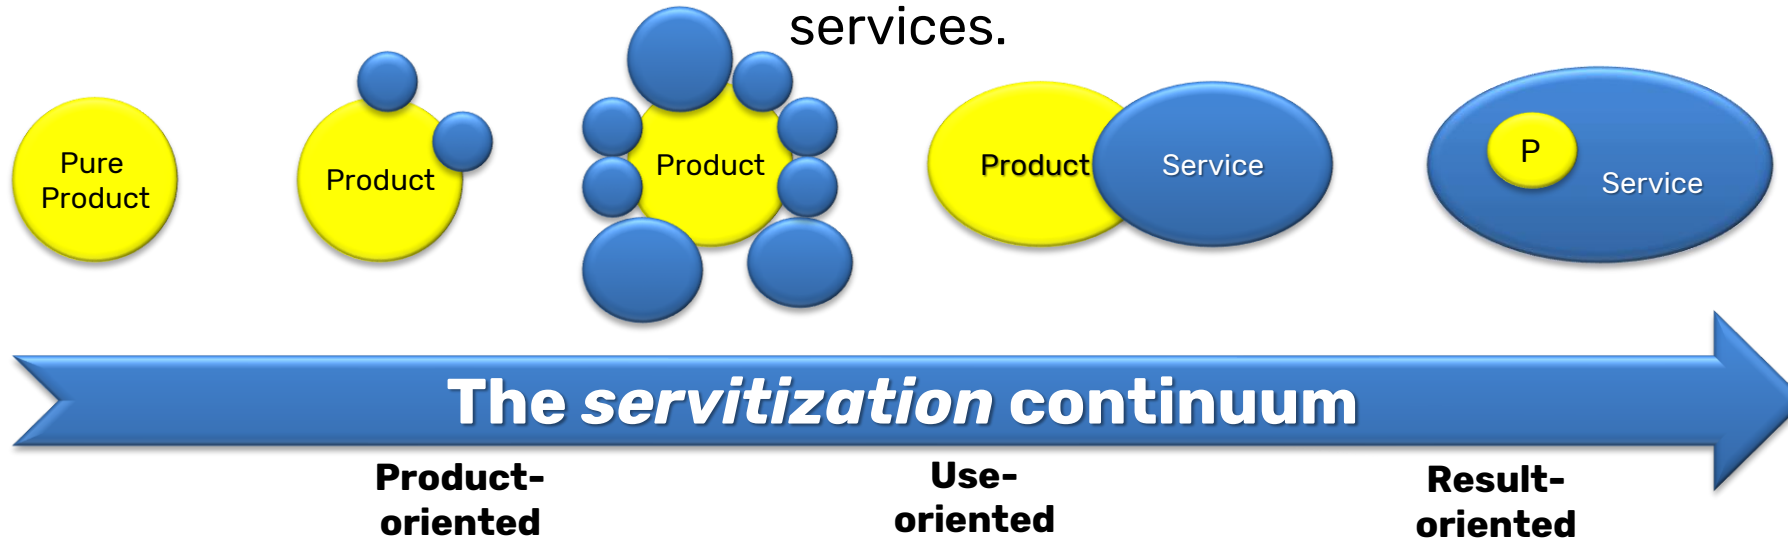 services.
Pure
Product
Product
Product
Product
Service
P
Service
The servitization continuum
Product-
oriented
Use-
oriented
Result-
oriented